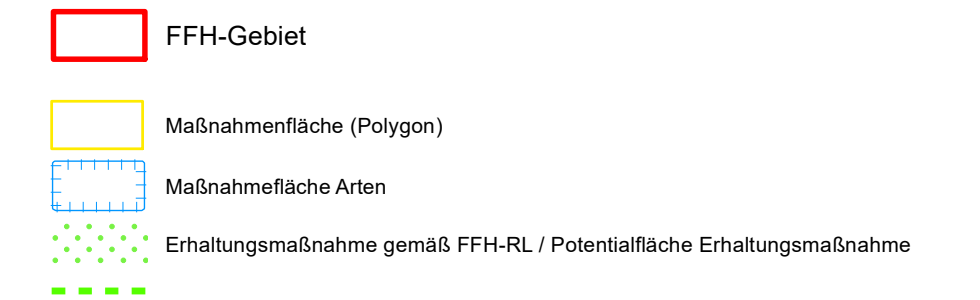 FFH-Gebiet
Maßnahmenfläche (Polygon)
Maßnahmefläche Arten
Erhaltungsmaßnahme gemäß FFH-RL / Potentialfläche Erhaltungsmaßnahme